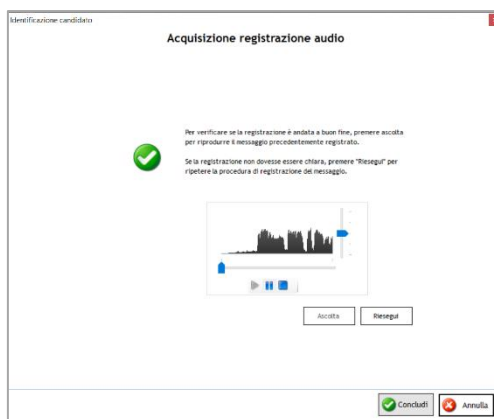 Identificazione candidato
Acquisizione registrazione audio
Per verificare se la registrazione è andata a buon fine, premere ascolta
per riprodurre il messaggio precedentemente registrato.
Se la registrazione non dovesse essere chiara, premere "Riesegui" per
ripetere la procedura di registrazione del messaggio.
Ascolta Riesegui
Concludi Annulla